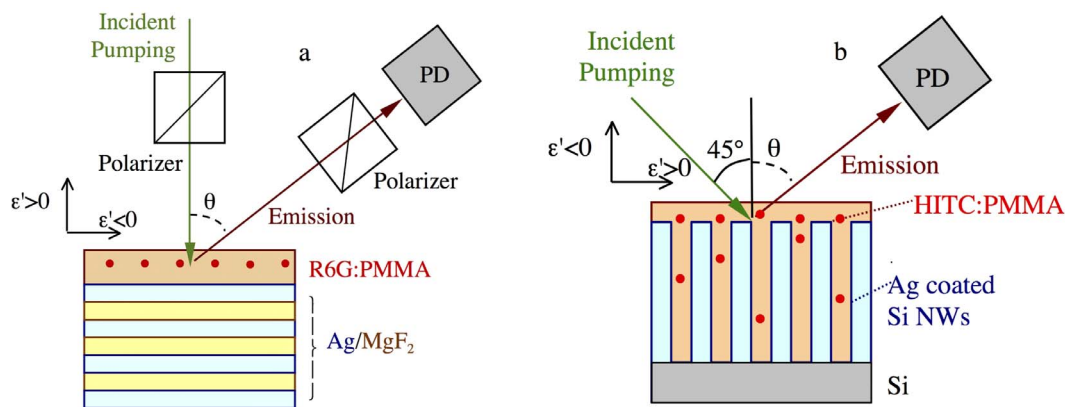 Incident
Pumping
a
PD
Polarizer
Polarizer
ε'>0
ε'<0
θ
Emission
R6G:PMMA
Ag/MgF₂
Incident
Pumping
b
PD
ε'<0
ε'>0
45°
θ
Emission
HITC:PMMA
Ag coated
Si NWs
Si